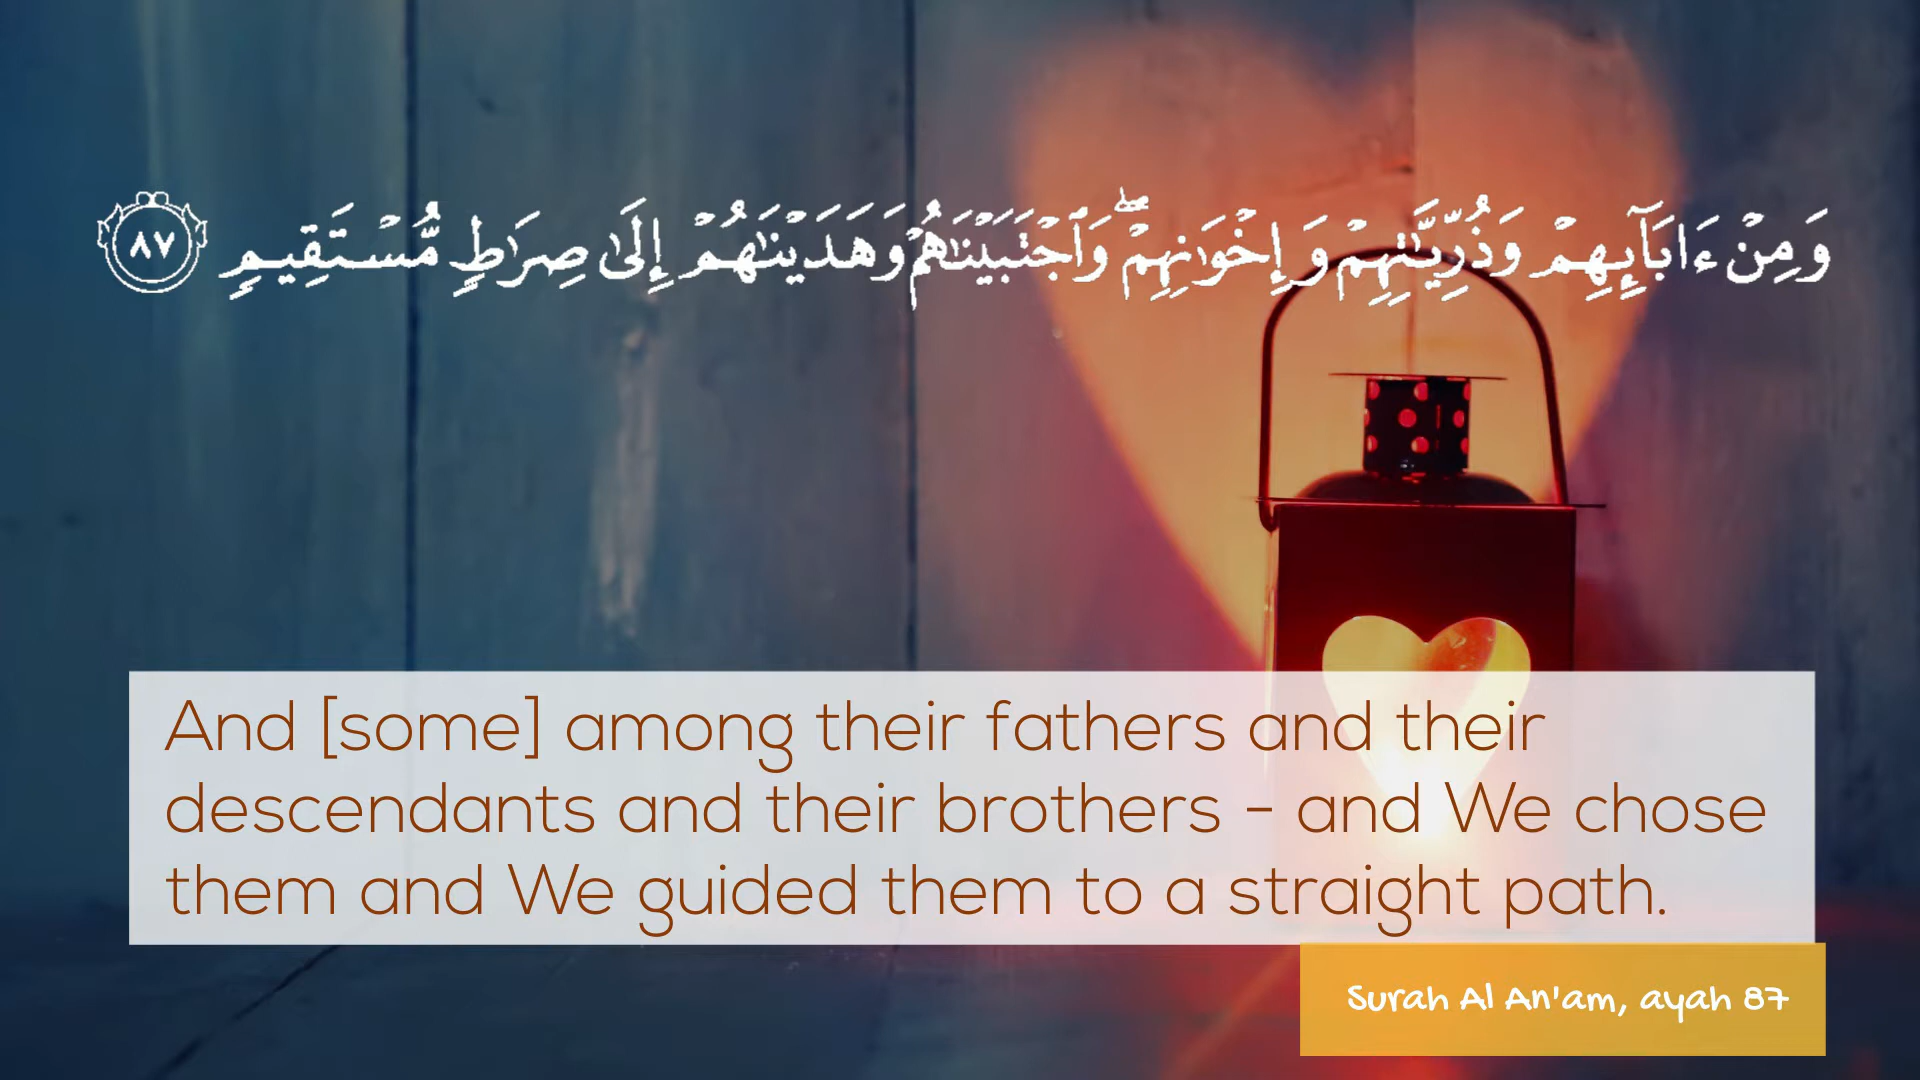 وَمِنْ ءَابَآئِهِمْ وَذُرِّيَّٰتِهِمْ وَإِخْوَٰنِهِمْ ۖ وَٱجْتَبَيْنَٰهُمْ وَهَدَيْنَٰهُمْ إِلَىٰ صِرَٰطٍ مُّسْتَقِيمٍ ٨٧
And [some] among their fathers and their
descendants and their brothers - and We chose
them and We guided them to a straight path.
Surah Al An'am, ayah 87